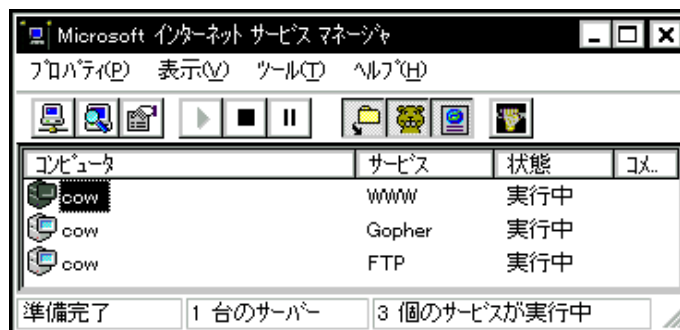 Microsoft インターネット サービス マネージャ
プロパティ(P) 表示(V) ツール(T) ヘルプ(H)
コンピュータ サービス 状態 コメ..
cow WWW 実行中
cow Gopher 実行中
cow FTP 実行中
準備完了 1 台のサーバー 3 個のサービスが実行中